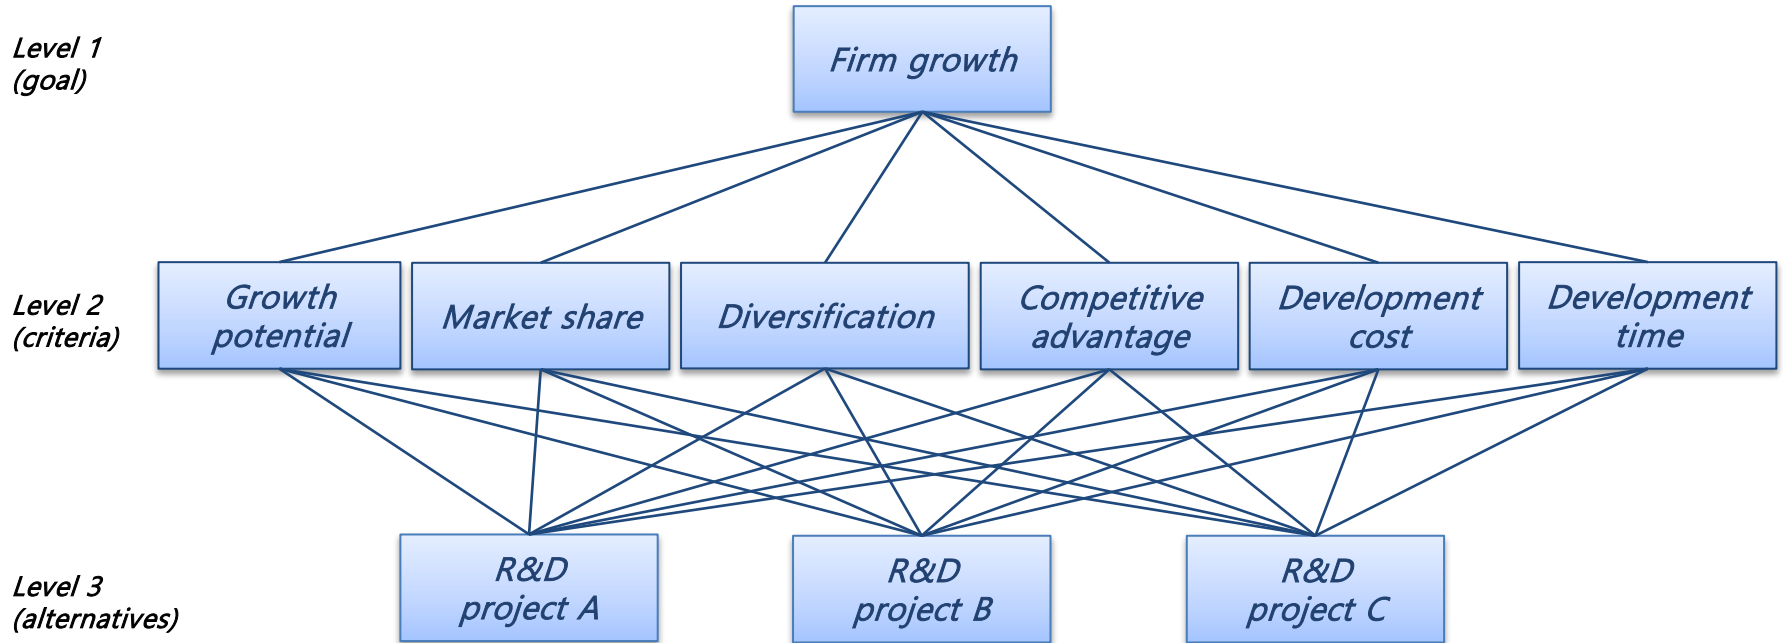 Level 1
(goal)
Firm growth
Level 2
(criteria)
Growth
potential
Market share
Diversification
Competitive
advantage
Development
cost
Development
time
Level 3
(alternatives)
R&D
project A
R&D
project B
R&D
project C